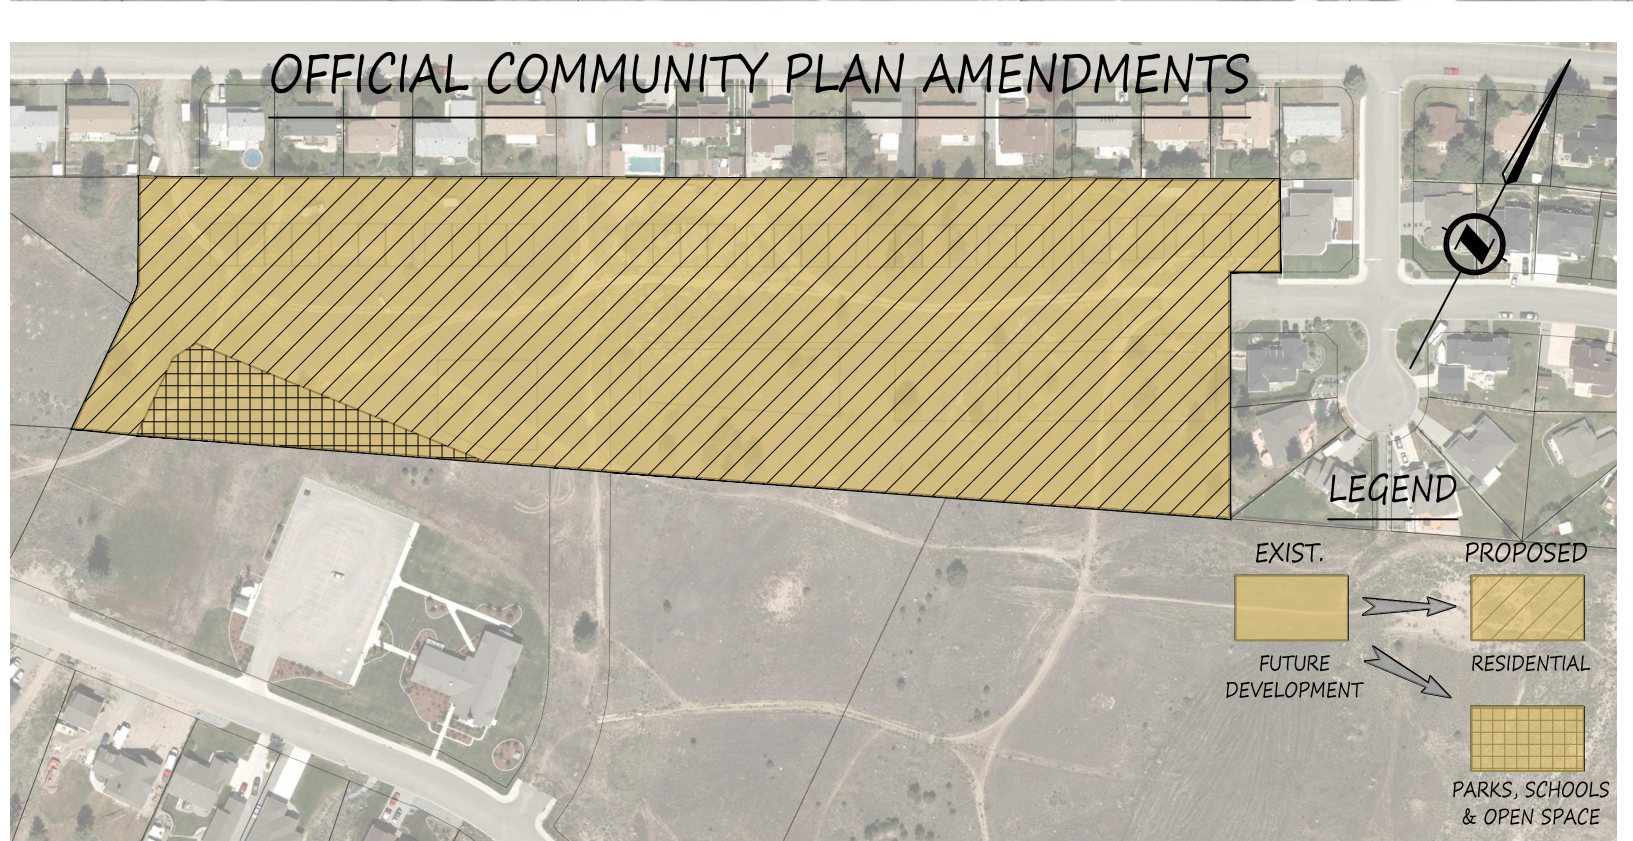 OFFICIAL COMMUNITY PLAN AMENDMENTS
LEGEND
EXIST.
PROPOSED
FUTURE
DEVELOPMENT
RESIDENTIAL
PARKS, SCHOOLS
& OPEN SPACE